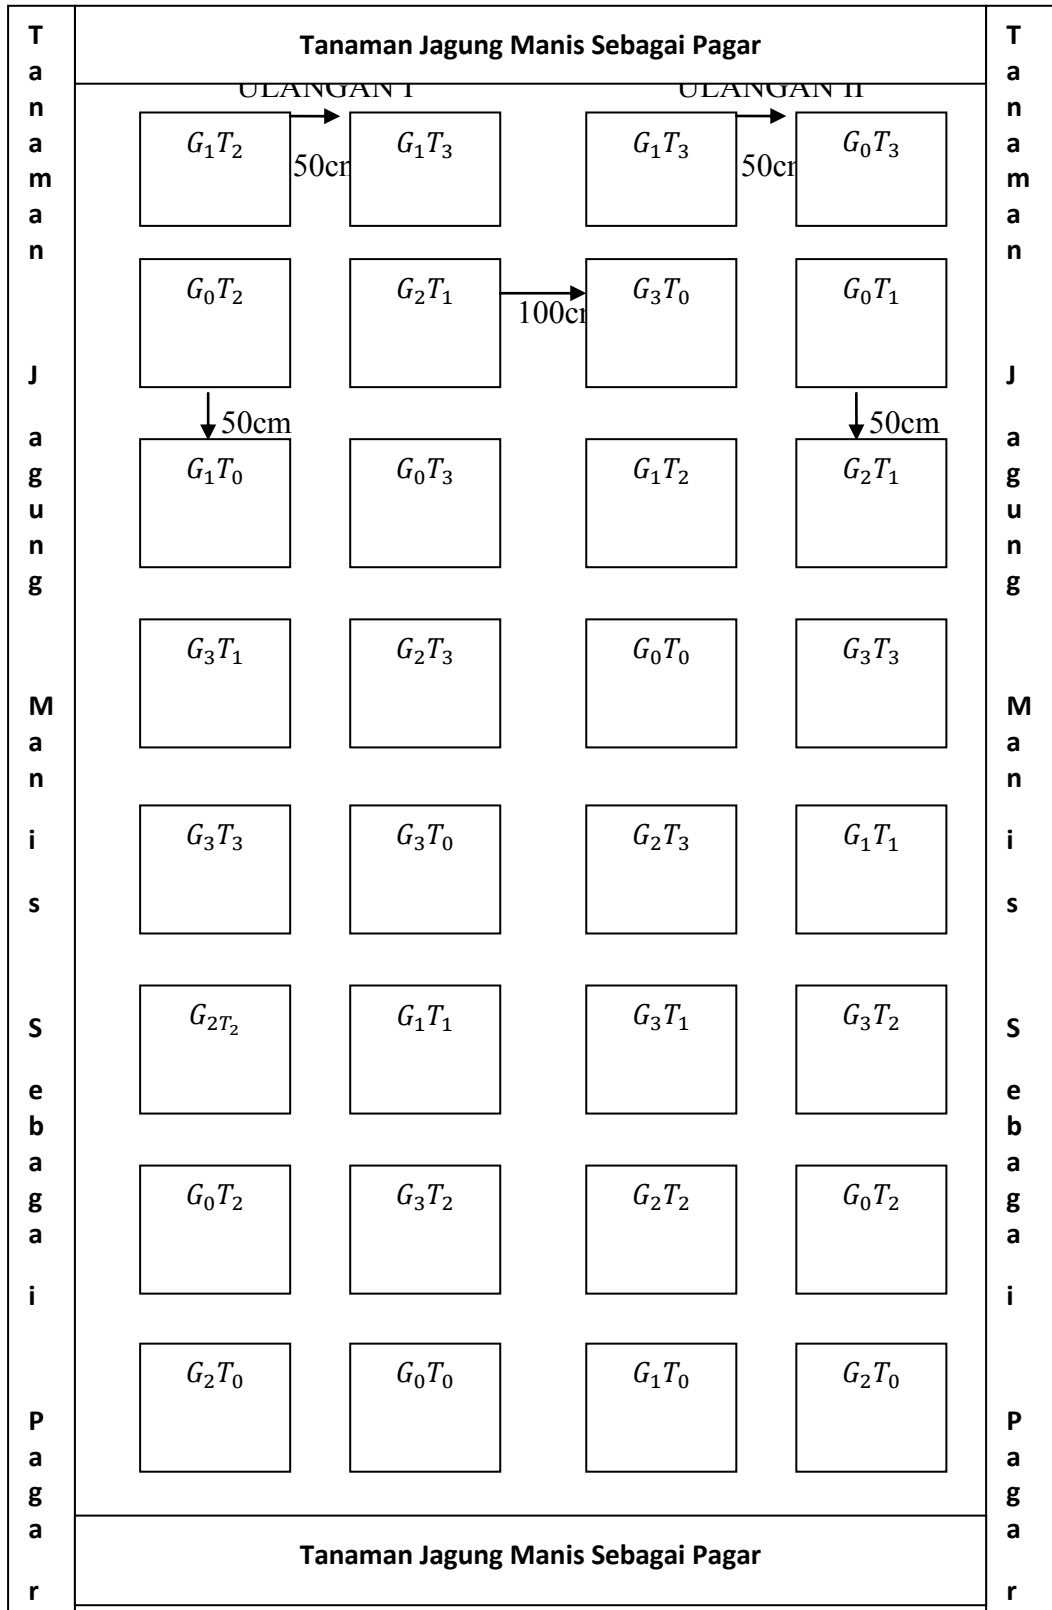 Tanaman Jagung Manis Sebagai Pagar
Tanaman Jagung Manis Sebagai Pagar
Tanaman Jagung Manis Sebagai Pagar
ULANGAN I ULANGAN II
G₁T₂ G₁T₃ G₁T₃ G₀T₃
50cm 50cm
G₀T₂ G₂T₁ G₃T₀ G₀T₁
100cm
50cm 50cm
G₁T₀ G₀T₃ G₁T₂ G₂T₁
G₃T₁ G₂T₃ G₀T₀ G₃T₃
G₃T₃ G₃T₀ G₂T₃ G₁T₁
G₂T₂ G₁T₁ G₃T₁ G₃T₂
G₀T₂ G₃T₂ G₂T₂ G₀T₂
G₂T₀ G₀T₀ G₁T₀ G₂T₀
Tanaman Jagung Manis Sebagai Pagar